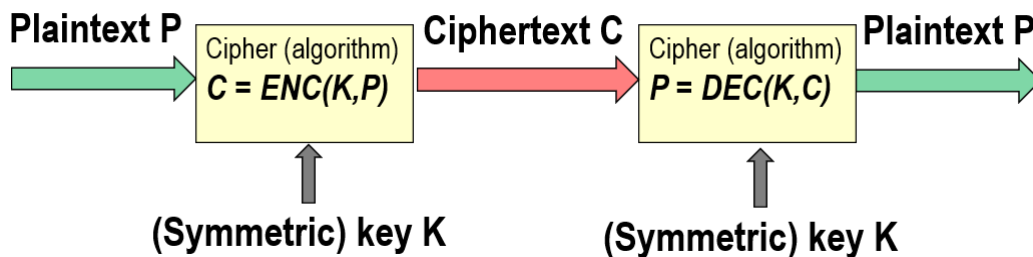 Plaintext P
Cipher (algorithm)
C = ENC(K,P)
Ciphertext C
Cipher (algorithm)
P = DEC(K,C)
Plaintext P
(Symmetric) key K
(Symmetric) key K